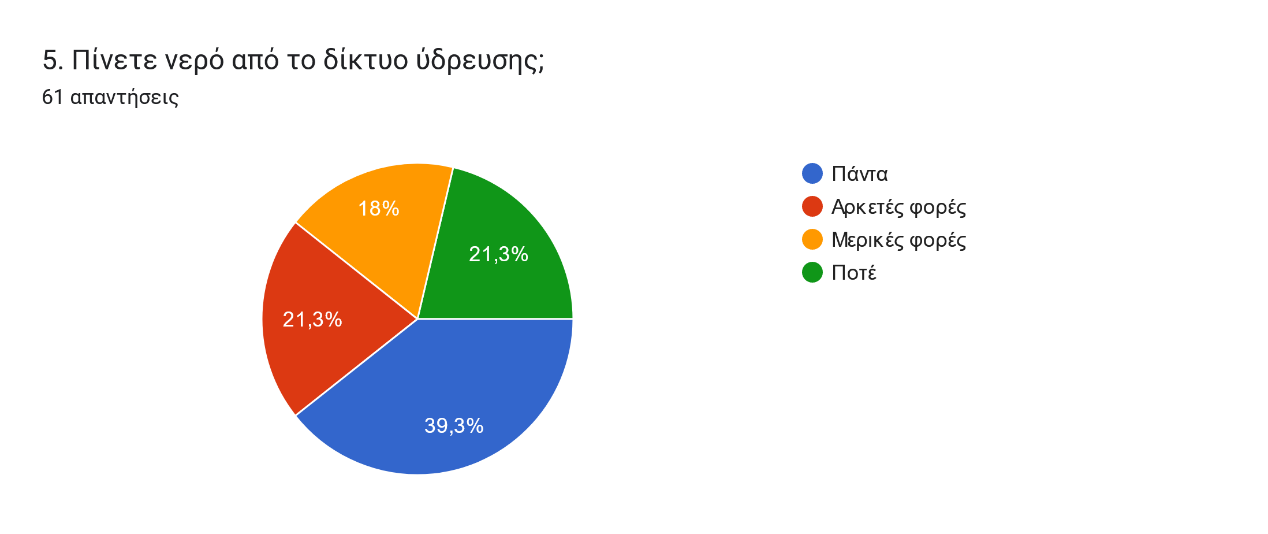 5. Πίνετε νερό από το δίκτυο ύδρευσης;
61 απαντήσεις
18%
21,3%
21,3%
39,3%
Πάντα
Αρκετές φορές
Μερικές φορές
Ποτέ